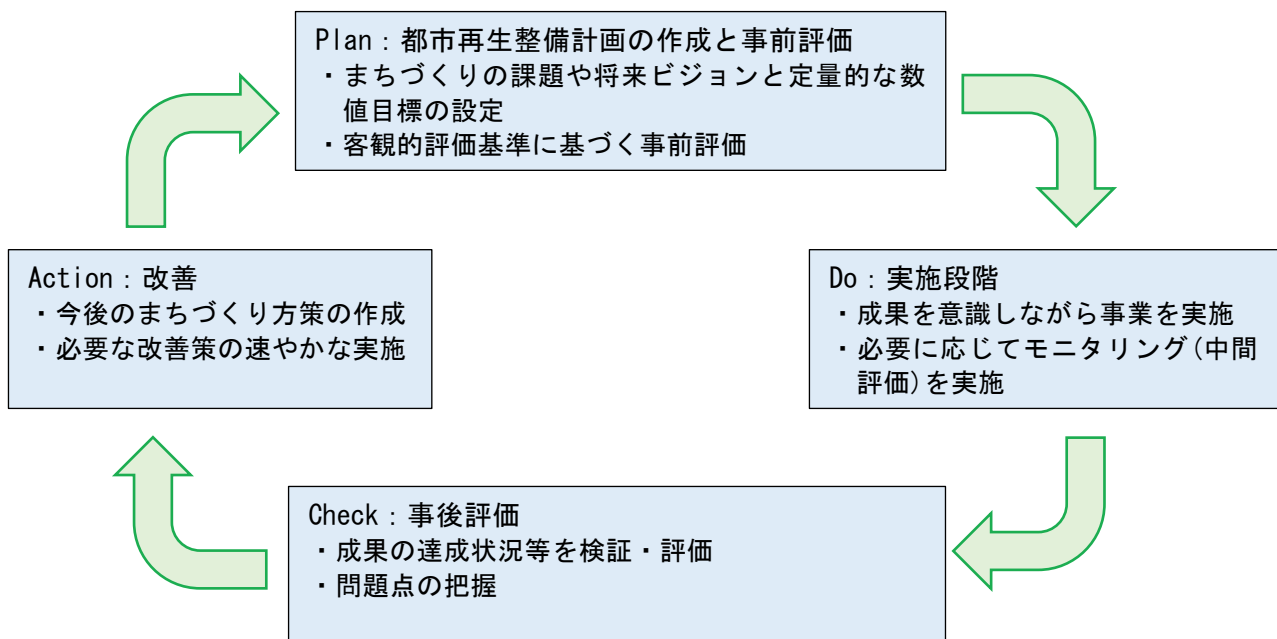 Plan：都市再生整備計画の作成と事前評価
・まちづくりの課題や将来ビジョンと定量的な数
値目標の設定
・客観的評価基準に基づく事前評価
Action：改善
・今後のまちづくり方策の作成
・必要な改善策の速やかな実施
Do：実施段階
・成果を意識しながら事業を実施
・必要に応じてモニタリング(中間
評価)を実施
Check：事後評価
・成果の達成状況等を検証・評価
・問題点の把握